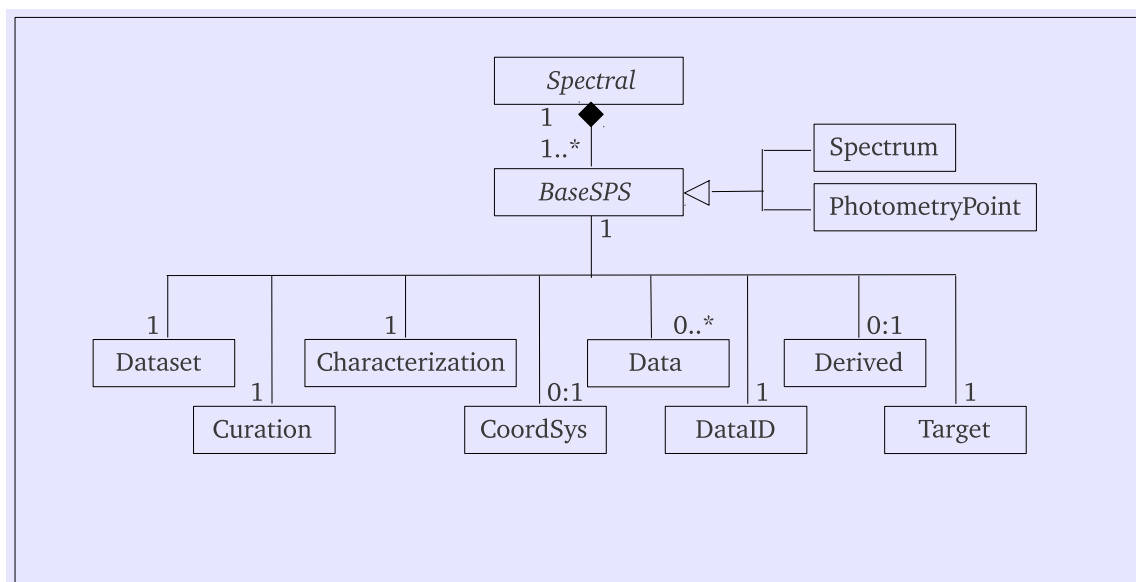 Spectral
1
1..*
Spectrum
BaseSPS
PhotometryPoint
1
1
1
0..*
0:1
Dataset
Characterization
Data
Derived
1
0:1
1
1
Curation
CoordSys
DataID
Target